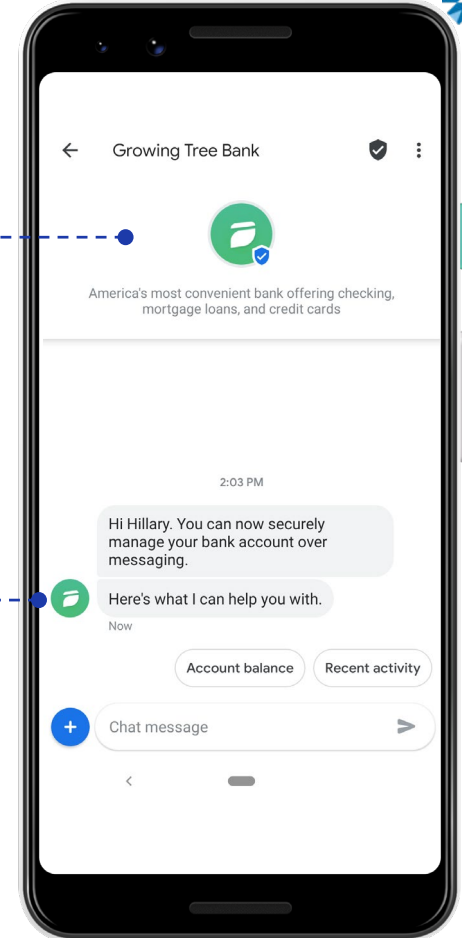 Growing Tree Bank
America's most convenient bank offering checking,
mortgage loans, and credit cards
2:03 PM
Hi Hillary. You can now securely
manage your bank account over
messaging.
Here's what I can help you with.
Now
Account balance
Recent activity
Chat message